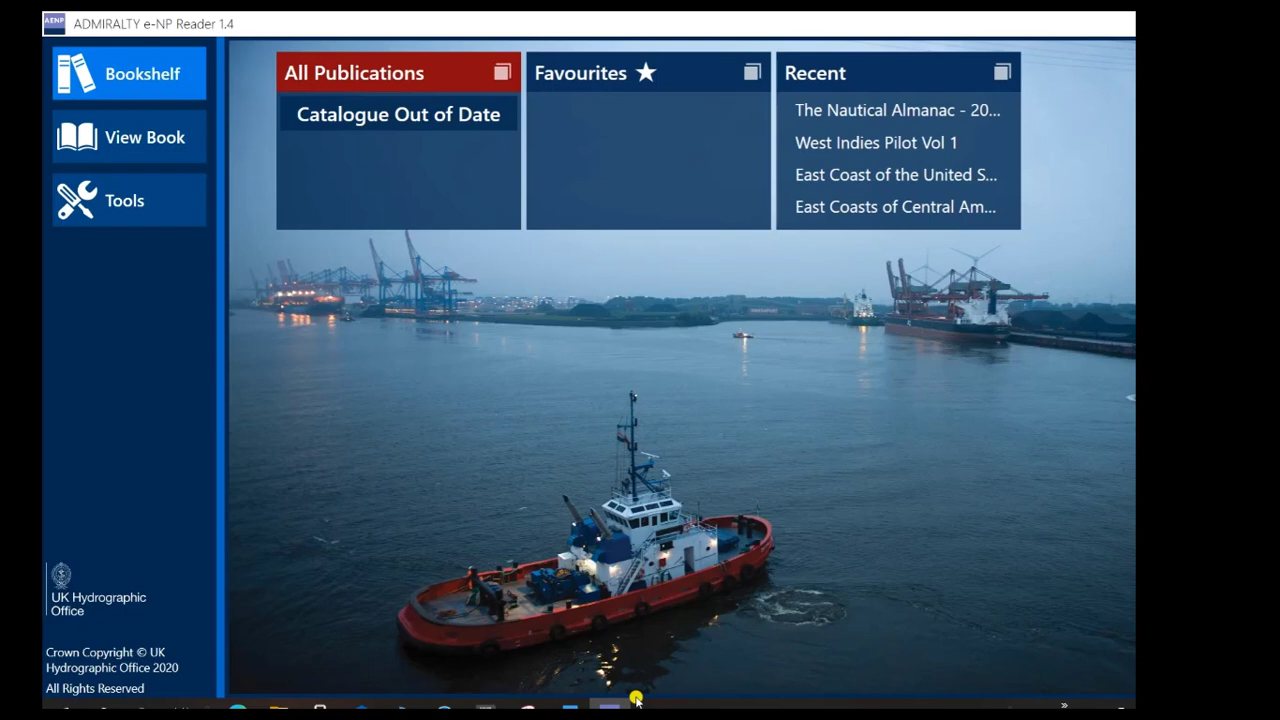 AENP
ADMIRALTY e-NP Reader 1.4
Bookshelf
View Book
Tools
All Publications
Catalogue Out of Date
Favourites
Recent
The Nautical Almanac - 20...
West Indies Pilot Vol 1
East Coast of the United S...
East Coasts of Central Am...
UK Hydrographic
Office
Crown Copyright © UK
Hydrographic Office 2020
All Rights Reserved